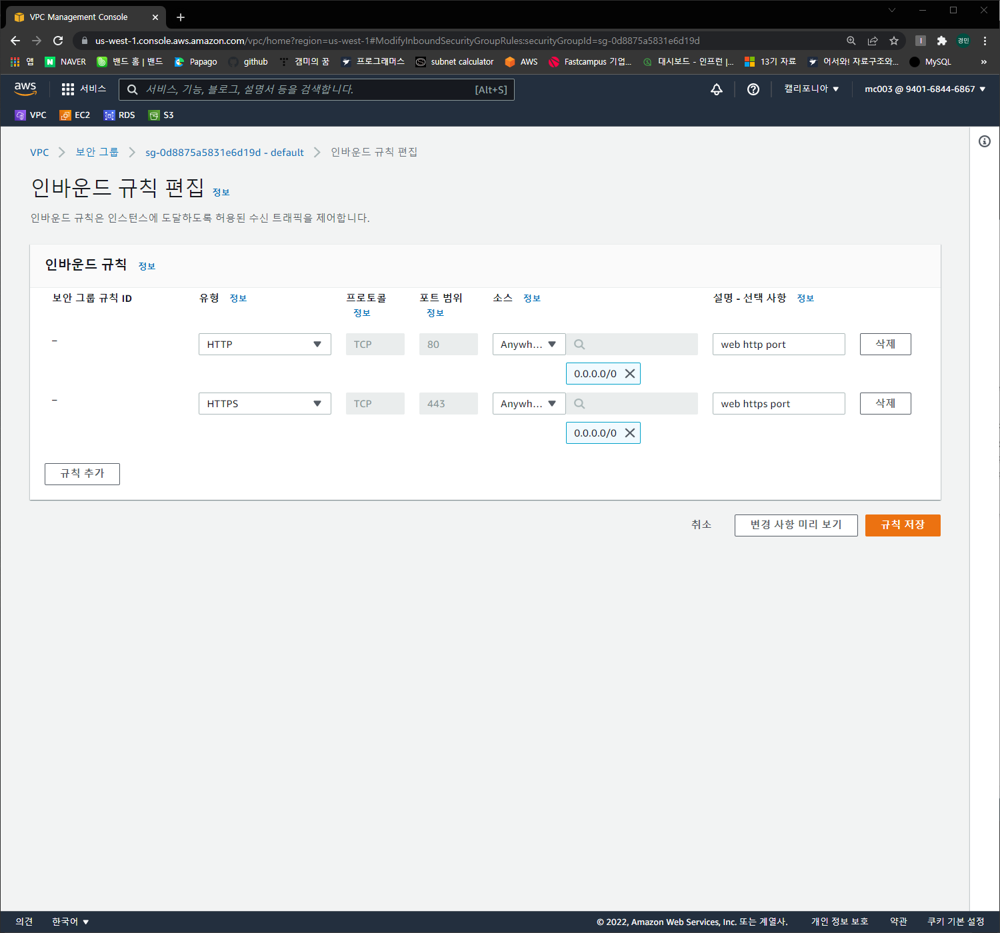 VPC Management Console
us-west-1.console.aws.amazon.com/vpc/home?region=us-west-1#ModifyInboundSecurityGroupRules:securityGroupId=sg-0d8875a5831e6d19d
경민
앱 NAVER 밴드 홈 | 밴드 Papago github 캠미의 꿈 프로그래머스 subnet calculator AWS Fastcampus 기업... 대시보드 - 인프런 |... 13기 자료 어서와! 자료구조와... MySQL »
aws 서비스 서비스, 기능, 블로그, 설명서 등을 검색합니다. [Alt+S] 캘리포니아 mc003 @ 9401-6844-6867
VPC EC2 RDS S3
VPC 보안 그룹 sg-0d8875a5831e6d19d - default 인바운드 규칙 편집
인바운드 규칙 편집 정보
인바운드 규칙은 인스턴스에 도달하도록 허용된 수신 트래픽을 제어합니다.
인바운드 규칙 정보
보안 그룹 규칙 ID 유형 정보 프로토콜 정보 포트 범위 정보 소스 정보 설명 - 선택 사항 정보
– HTTP TCP 80 Anywh... web http port 삭제
0.0.0.0/0
– HTTPS TCP 443 Anywh... web https port 삭제
0.0.0.0/0
규칙 추가
취소 변경 사항 미리 보기 규칙 저장
의견 한국어 © 2022, Amazon Web Services, Inc. 또는 계열사. 개인 정보 보호 약관 쿠키 기본 설정